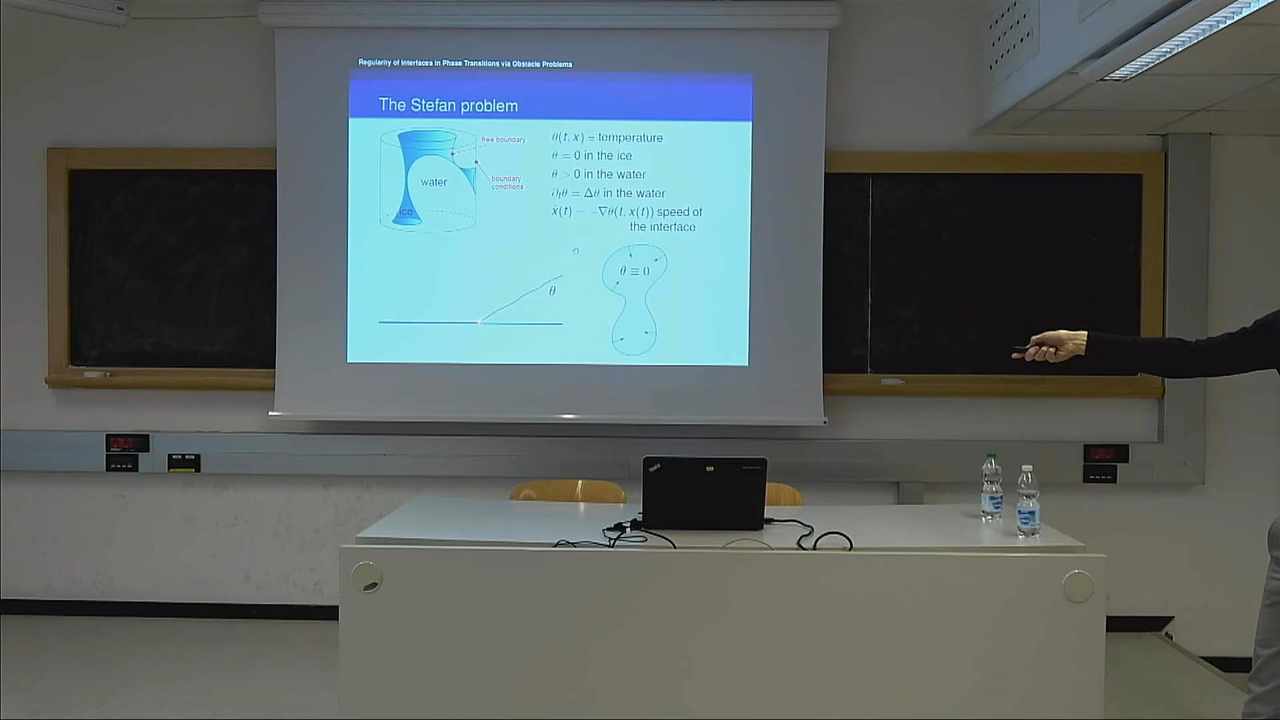 Regularity of Interfaces in Phase Transitions via Obstacle Problems
The Stefan problem
free boundary
water
boundary
conditions
ice
θ(t, x) = temperature
θ = 0 in the ice
θ > 0 in the water
∂tθ = Δθ in the water
ẋ(t) = −∇θ(t, x(t)) speed of
the interface
θ
θ ≡ 0